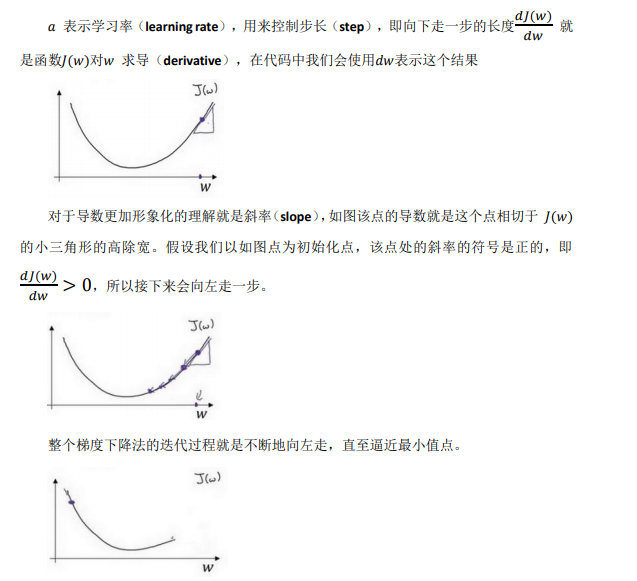 a 表示学习率（learning rate），用来控制步长（step），即向下走一步的长度dJ(w)/dw 就
是函数J(w)对w 求导（derivative），在代码中我们会使用dw表示这个结果
J(w)
w
对于导数更加形象化的理解就是斜率（slope），如图该点的导数就是这个点相切于 J(w)
的小三角形的高除宽。假设我们以如图点为初始化点，该点处的斜率的符号是正的，即
dJ(w)/dw > 0，所以接下来会向左走一步。
J(w)
w
整个梯度下降法的迭代过程就是不断地向左走，直至逼近最小值点。
J(w)
w